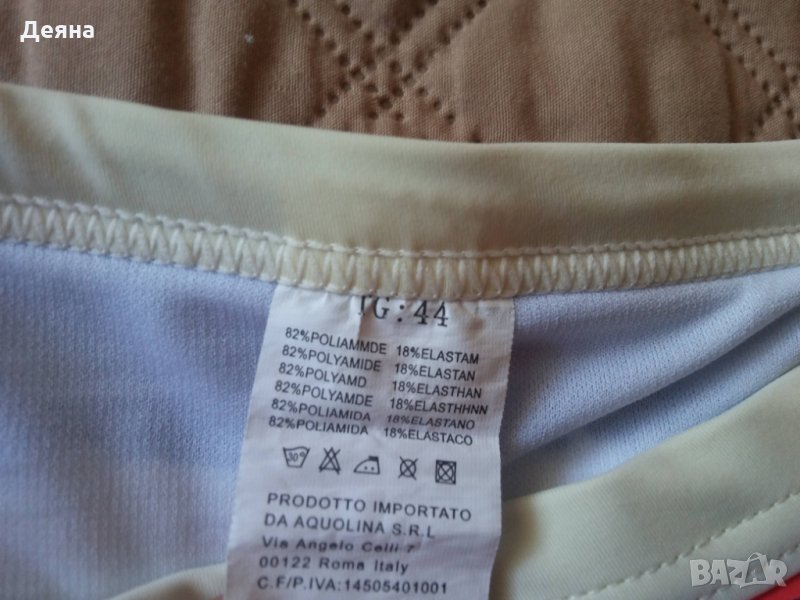 Деяна
TG:44
82%POLIAMMDE 18%ELASTAM
82%POLYAMIDE 18%ELASTAN
82%POLYAMD 18%ELASTHAN
82%POLYAMDE 18%ELASTHHNN
82%POLIAMIDA 18%ELASTANO
82%POLIAMIDA 18%ELASTACO
30°
PRODOTTO IMPORTATO
DA AQUOLINA S.R.L
Via Angelo Celli 7
00122 Roma Italy
C.F/P.IVA:14505401001
BAZAR